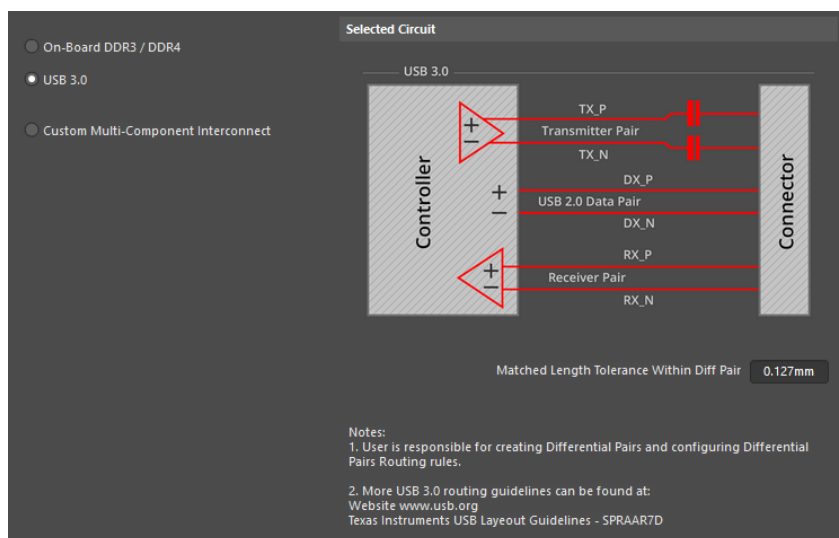 On-Board DDR3 / DDR4
USB 3.0
Custom Multi-Component Interconnect
Selected Circuit
USB 3.0
Controller
+
−
TX_P
Transmitter Pair
TX_N
+
−
DX_P
USB 2.0 Data Pair
DX_N
+
−
RX_P
Receiver Pair
RX_N
Connector
Matched Length Tolerance Within Diff Pair 0.127mm
Notes:
1. User is responsible for creating Differential Pairs and configuring Differential
Pairs Routing rules.
2. More USB 3.0 routing guidelines can be found at:
Website www.usb.org
Texas Instruments USB Layeout Guidelines - SPRAAR7D